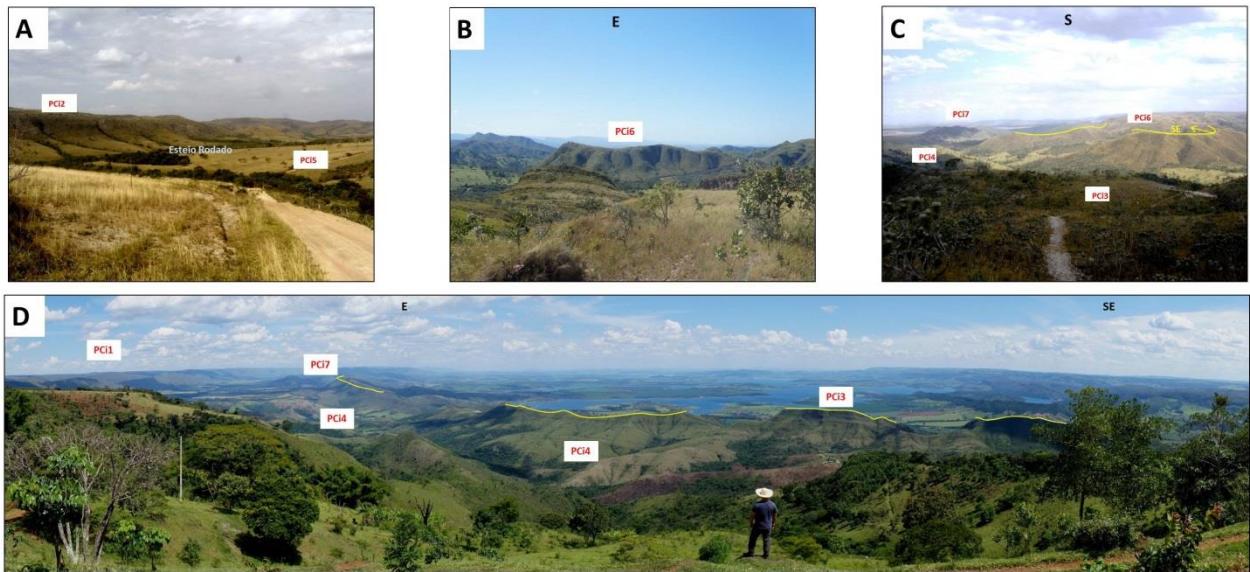 A
PCi2
Esteio Rodado
PCi5
B
E
PCi6
C
S
PCi7
PCi6
SE
PCi4
PCi3
D
E
SE
PCi1
PCi7
PCi3
PCi4
PCi4